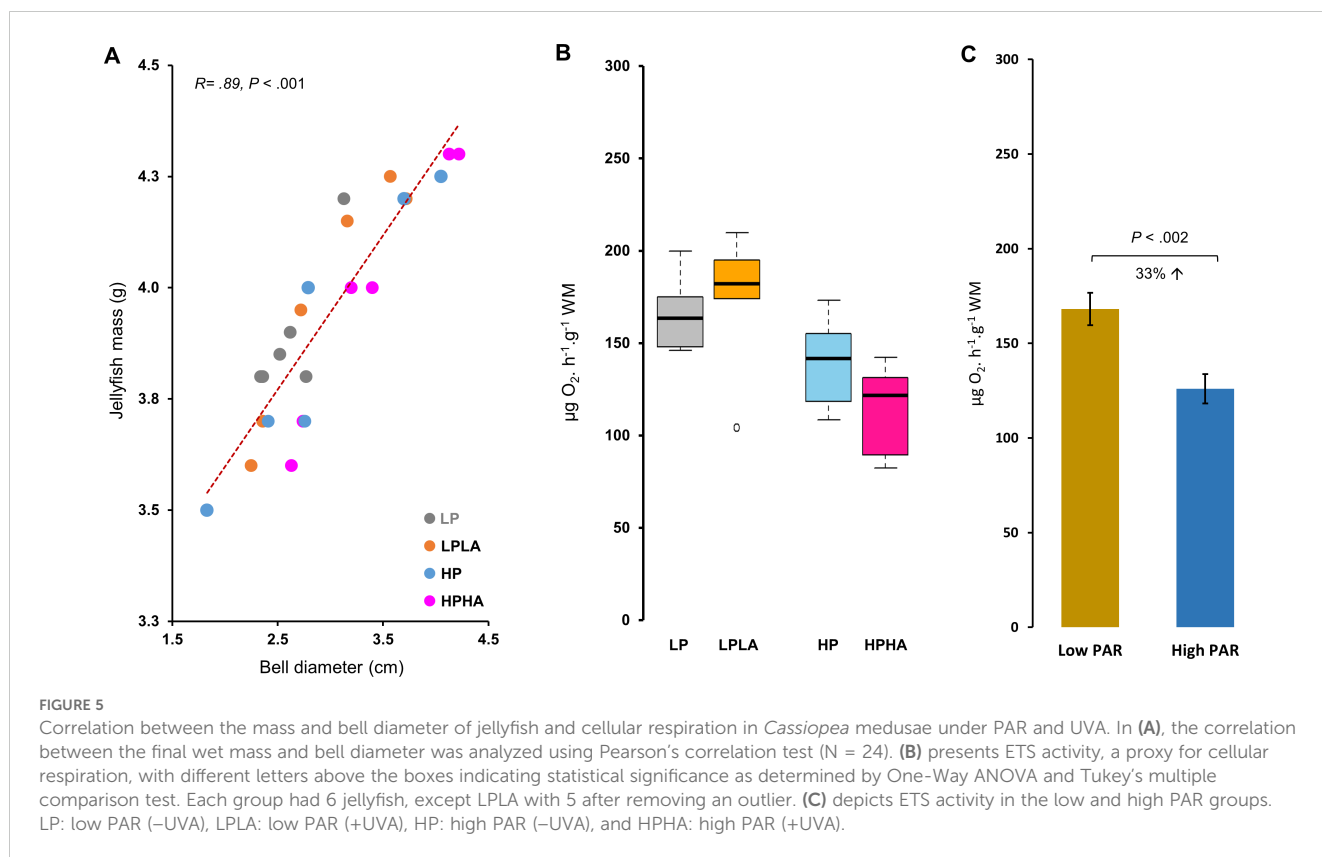 A
R= .89, P < .001
4.5
4.3
4.0
3.8
3.5
3.3
Jellyfish mass (g)
1.5 2.5 3.5 4.5
Bell diameter (cm)
LP
LPLA
HP
HPHA
B
300
250
200
150
100
50
0
µg O₂. h⁻¹.g⁻¹ WM
LP LPLA HP HPHA
C
300
250
200
150
100
50
0
µg O₂. h⁻¹.g⁻¹ WM
P < .002
33% ↑
Low PAR High PAR
FIGURE 5
Correlation between the mass and bell diameter of jellyfish and cellular respiration in Cassiopea medusae under PAR and UVA. In (A), the correlation
between the final wet mass and bell diameter was analyzed using Pearson’s correlation test (N = 24). (B) presents ETS activity, a proxy for cellular
respiration, with different letters above the boxes indicating statistical significance as determined by One-Way ANOVA and Tukey’s multiple
comparison test. Each group had 6 jellyfish, except LPLA with 5 after removing an outlier. (C) depicts ETS activity in the low and high PAR groups.
LP: low PAR (−UVA), LPLA: low PAR (+UVA), HP: high PAR (−UVA), and HPHA: high PAR (+UVA).